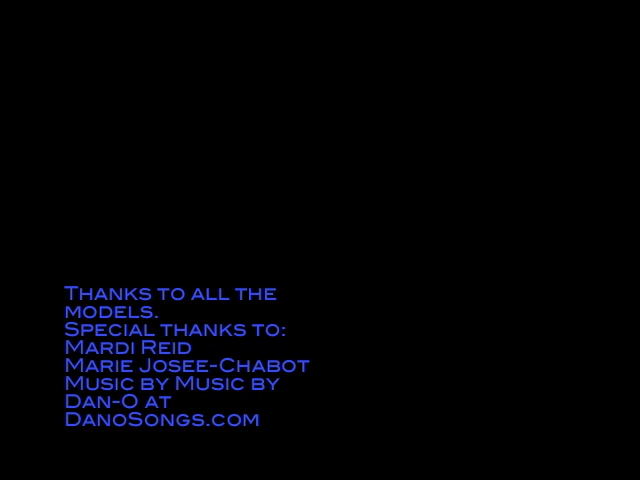 Thanks to all the
models.
Special thanks to:
Mardi Reid
Marie Josee-Chabot
Music by Music by
Dan-O at
DanoSongs.com